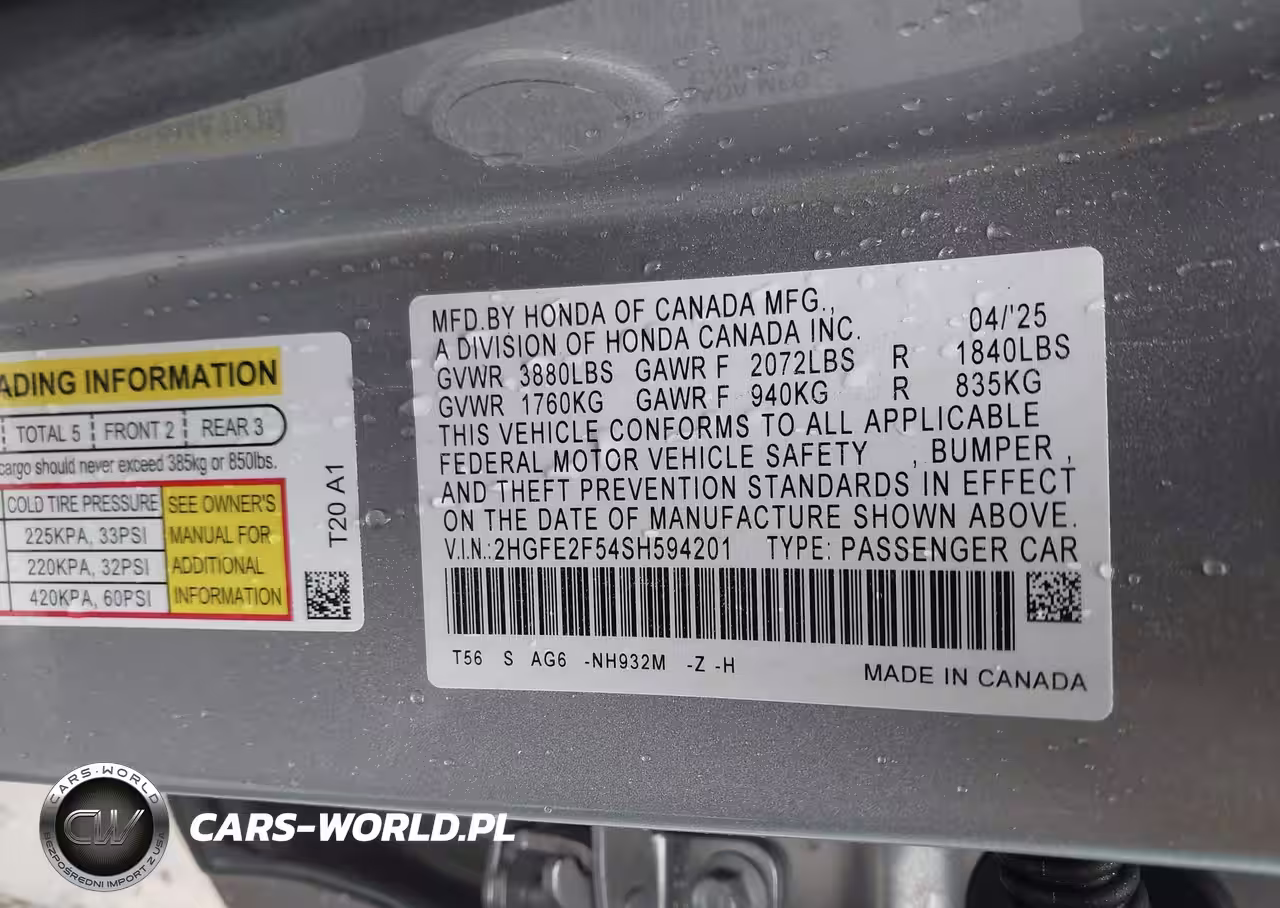 ADING INFORMATION
TOTAL 5 FRONT 2 REAR 3
cargo should never exceed 385kg or 850lbs.
COLD TIRE PRESSURE
225KPA, 33PSI
220KPA, 32PSI
420KPA, 60PSI
SEE OWNER'S
MANUAL FOR
ADDITIONAL
INFORMATION
T20 A1
MFD.BY HONDA OF CANADA MFG.,
A DIVISION OF HONDA CANADA INC. 04/'25
GVWR 3880LBS GAWR F 2072LBS R 1840LBS
GVWR 1760KG GAWR F 940KG R 835KG
THIS VEHICLE CONFORMS TO ALL APPLICABLE
FEDERAL MOTOR VEHICLE SAFETY , BUMPER ,
AND THEFT PREVENTION STANDARDS IN EFFECT
ON THE DATE OF MANUFACTURE SHOWN ABOVE.
V.I.N.:2HGFE2F54SH594201 TYPE: PASSENGER CAR
T56 S AG6 -NH932M -Z -H
MADE IN CANADA
CARS-WORLD
CW
BEZPOŚREDNI IMPORT Z USA
CARS-WORLD.PL